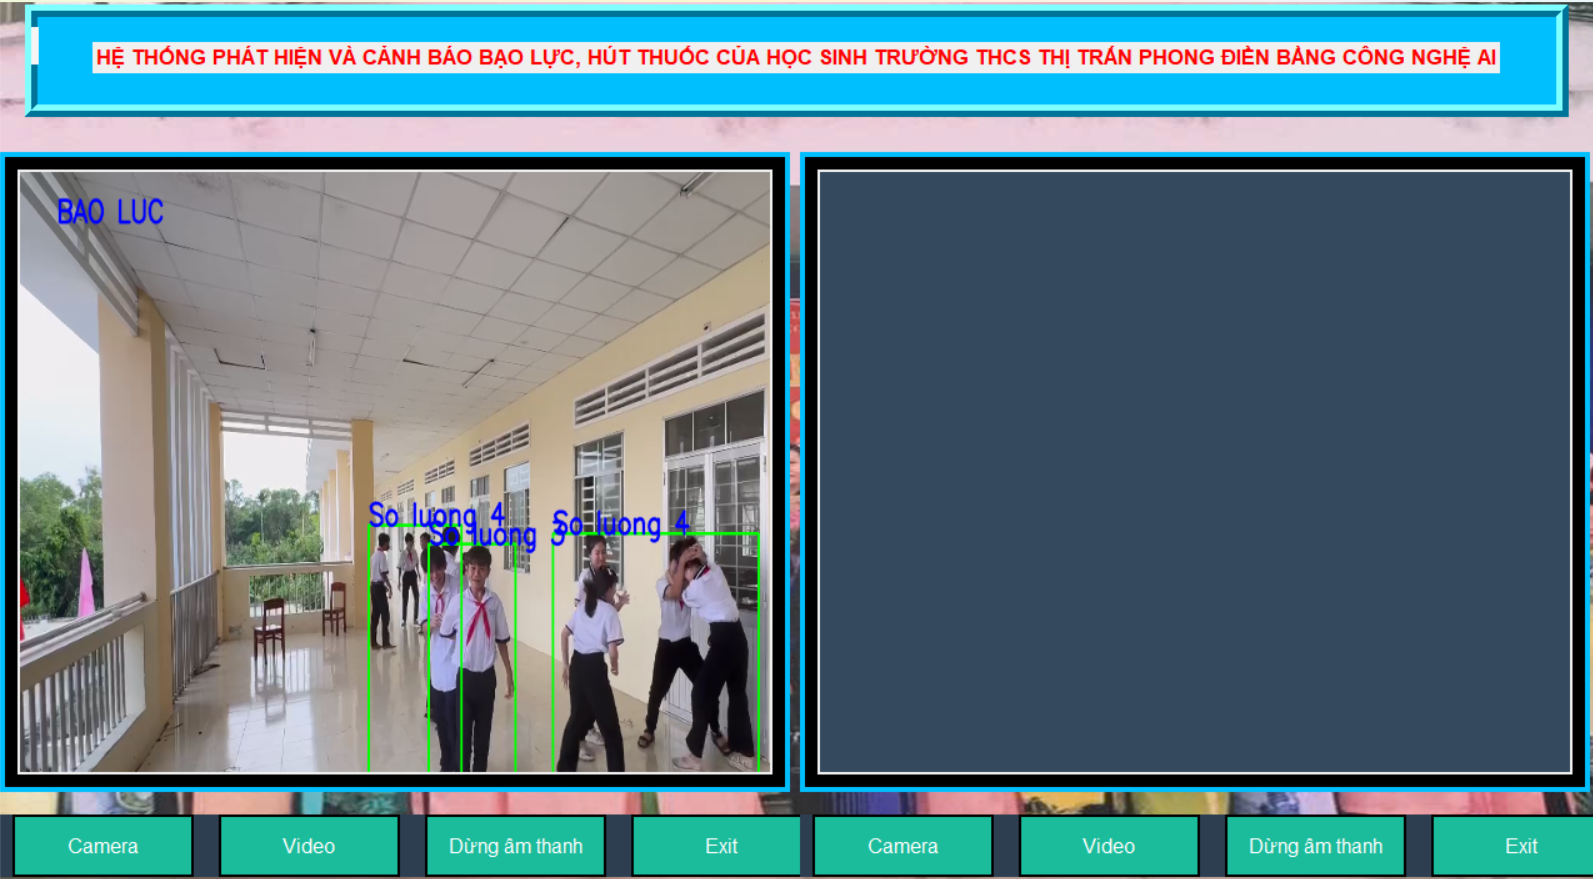 HỆ THỐNG PHÁT HIỆN VÀ CẢNH BÁO BẠO LỰC, HÚT THUỐC CỦA HỌC SINH TRƯỜNG THCS THỊ TRẤN PHONG ĐIỀN BẰNG CÔNG NGHỆ AI
BAO LUC
So luong 4
So luong
So luong 4
Camera
Video
Dừng âm thanh
Exit
Camera
Video
Dừng âm thanh
Exit